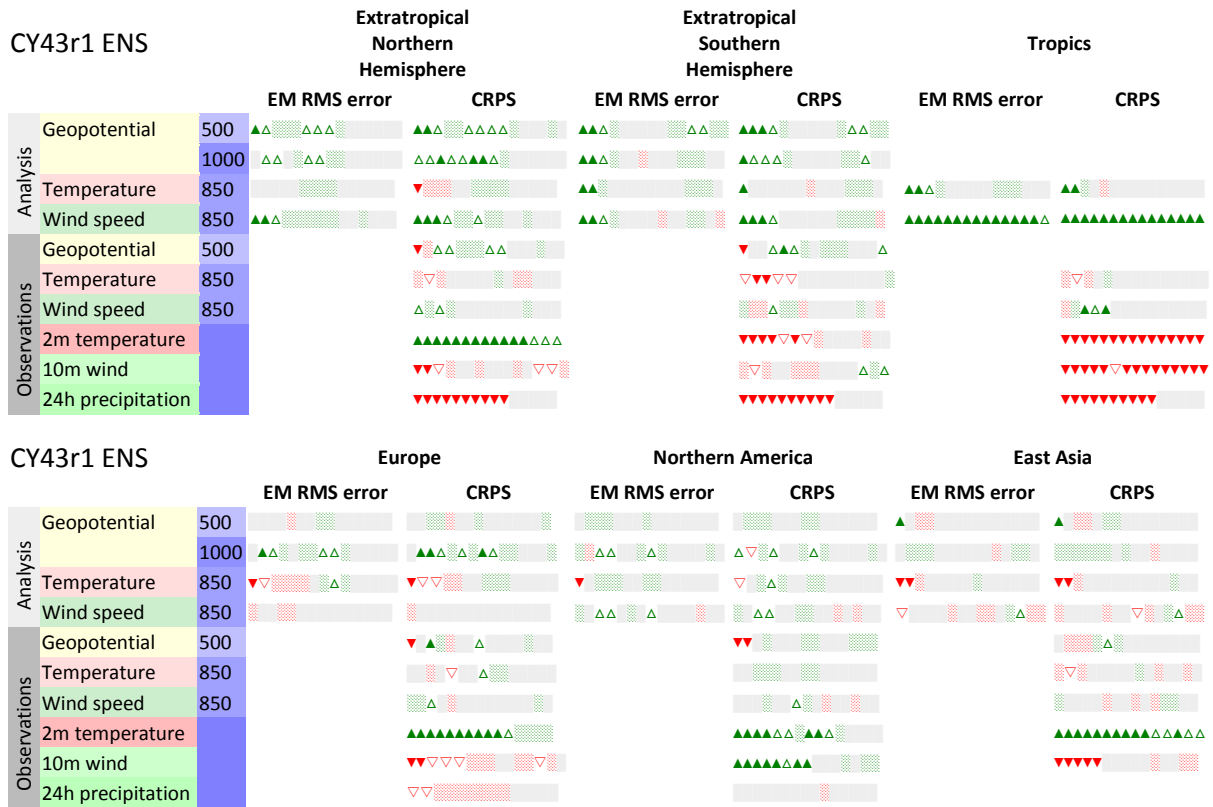 CY43r1 ENS
Extratropical
Northern
Hemisphere
Extratropical
Southern
Hemisphere
Tropics
EM RMS error CRPS EM RMS error CRPS EM RMS error CRPS
Analysis
Geopotential 500
1000
Temperature 850
Wind speed 850
Observations
Geopotential 500
Temperature 850
Wind speed 850
2m temperature
10m wind
24h precipitation
CY43r1 ENS Europe Northern America East Asia
EM RMS error CRPS EM RMS error CRPS EM RMS error CRPS
Analysis
Geopotential 500
1000
Temperature 850
Wind speed 850
Observations
Geopotential 500
Temperature 850
Wind speed 850
2m temperature
10m wind
24h precipitation